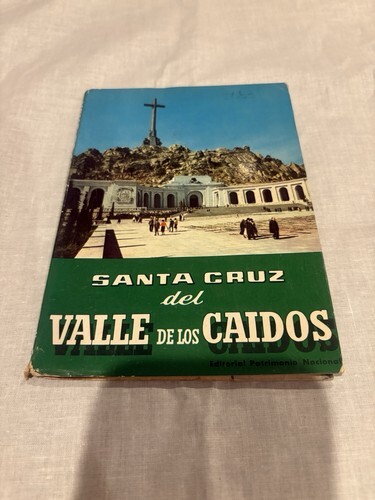 SANTA CRUZ
del
VALLE DE LOS CAIDOS
Editorial Patrimonio Nacional